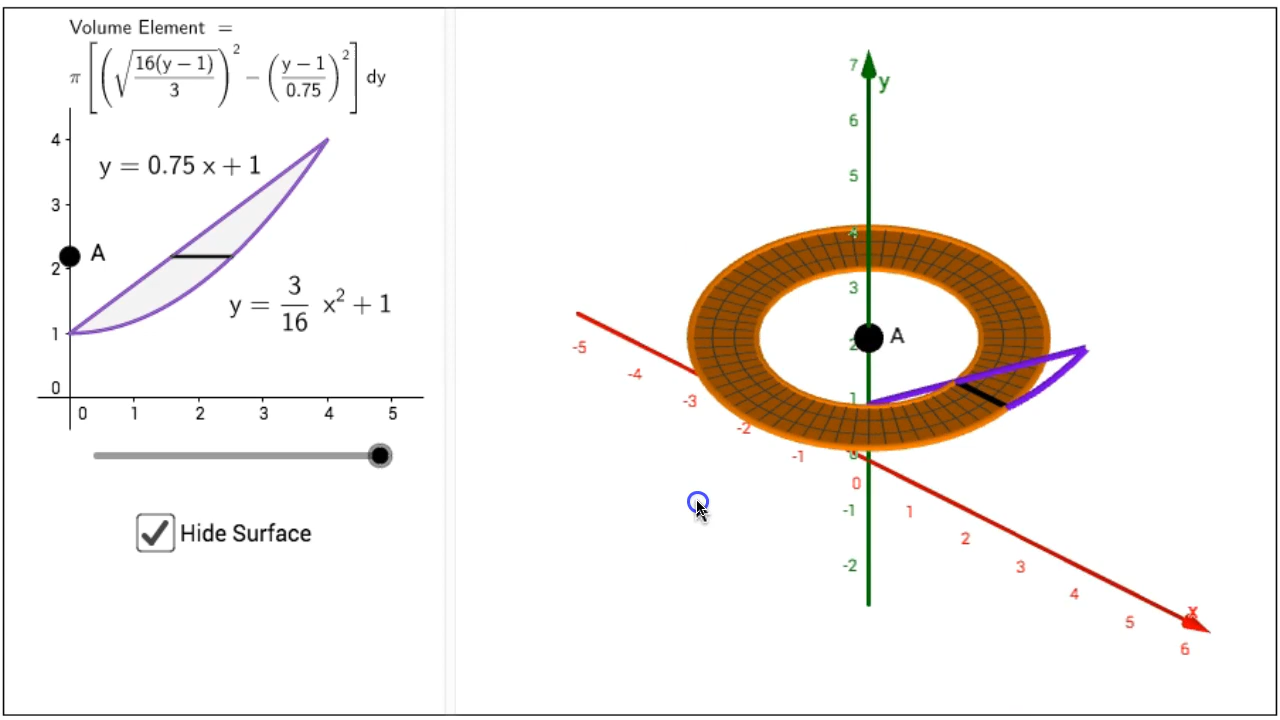 Volume Element =
π [ ( √( 16(y − 1) / 3 ) )² − ( (y − 1) / 0.75 )² ] dy
4
y = 0.75 x + 1
3
A
2
y = 3/16 x² + 1
1
0
0 1 2 3 4 5
Hide Surface
7
y
6
5
4
3
A
2
1
0
-1
-2
-5
-4
-3
-2
-1
0
1
2
3
4
5
x
6